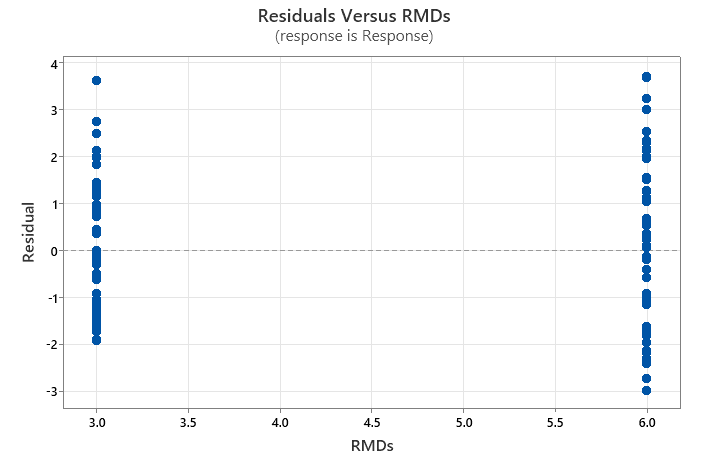 Residuals Versus RMDs
(response is Response)
4
3
2
1
0
-1
-2
-3
Residual
3.0 3.5 4.0 4.5 5.0 5.5 6.0
RMDs